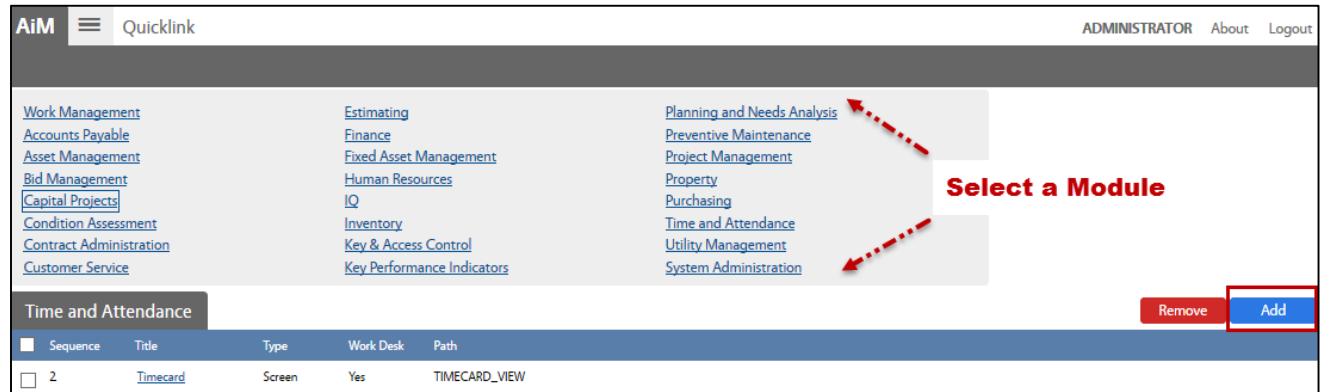 AiM Quicklink ADMINISTRATOR About Logout
Work Management Estimating Planning and Needs Analysis
Accounts Payable Finance Preventive Maintenance
Asset Management Fixed Asset Management Project Management
Bid Management Human Resources Property
Capital Projects IQ Purchasing
Condition Assessment Inventory Time and Attendance
Contract Administration Key & Access Control Utility Management
Customer Service Key Performance Indicators System Administration
Select a Module
Time and Attendance Remove Add
Sequence Title Type Work Desk Path
2 Timecard Screen Yes TIMECARD_VIEW